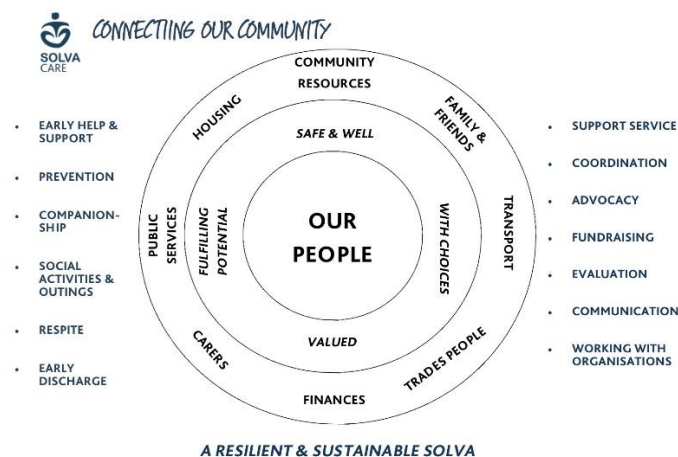 CONNECTIING OUR COMMUNITY
SOLVA
CARE
EARLY HELP &
SUPPORT
PREVENTION
COMPANION-
SHIP
SOCIAL
ACTIVITIES &
OUTINGS
RESPITE
EARLY
DISCHARGE
COMMUNITY
RESOURCES
HOUSING
FAMILY &
FRIENDS
SAFE & WELL
PUBLIC
SERVICES
FULFILLING
POTENTIAL
OUR
PEOPLE
WITH CHOICES
TRANSPORT
VALUED
CARERS
TRADES PEOPLE
FINANCES
SUPPORT SERVICE
COORDINATION
ADVOCACY
FUNDRAISING
EVALUATION
COMMUNICATION
WORKING WITH
ORGANISATIONS
A RESILIENT & SUSTAINABLE SOLVA